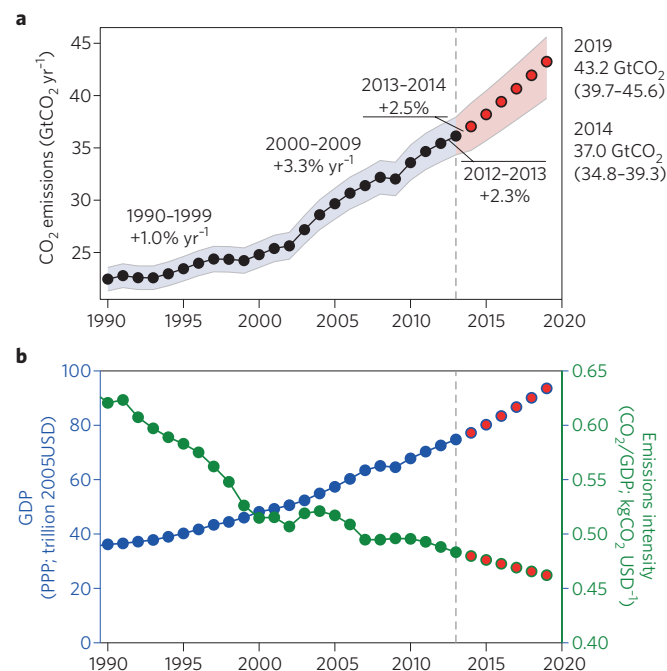 a
CO₂ emissions (GtCO₂ yr⁻¹)
45
35
30
25
1990–1999
+1.0% yr⁻¹
2000–2009
+3.3% yr⁻¹
2013–2014
+2.5%
2012–2013
+2.3%
2019
43.2 GtCO₂
(39.7–45.6)
2014
37.0 GtCO₂
(34.8–39.3)
1990 1995 2000 2005 2010 2015 2020
b
GDP
(PPP; trillion 2005USD)
100
80
60
40
20
0
0.65
0.60
0.55
0.50
0.45
0.40
Emissions intensity
(CO₂/GDP; kgCO₂ USD⁻¹)
1990 1995 2000 2005 2010 2015 2020